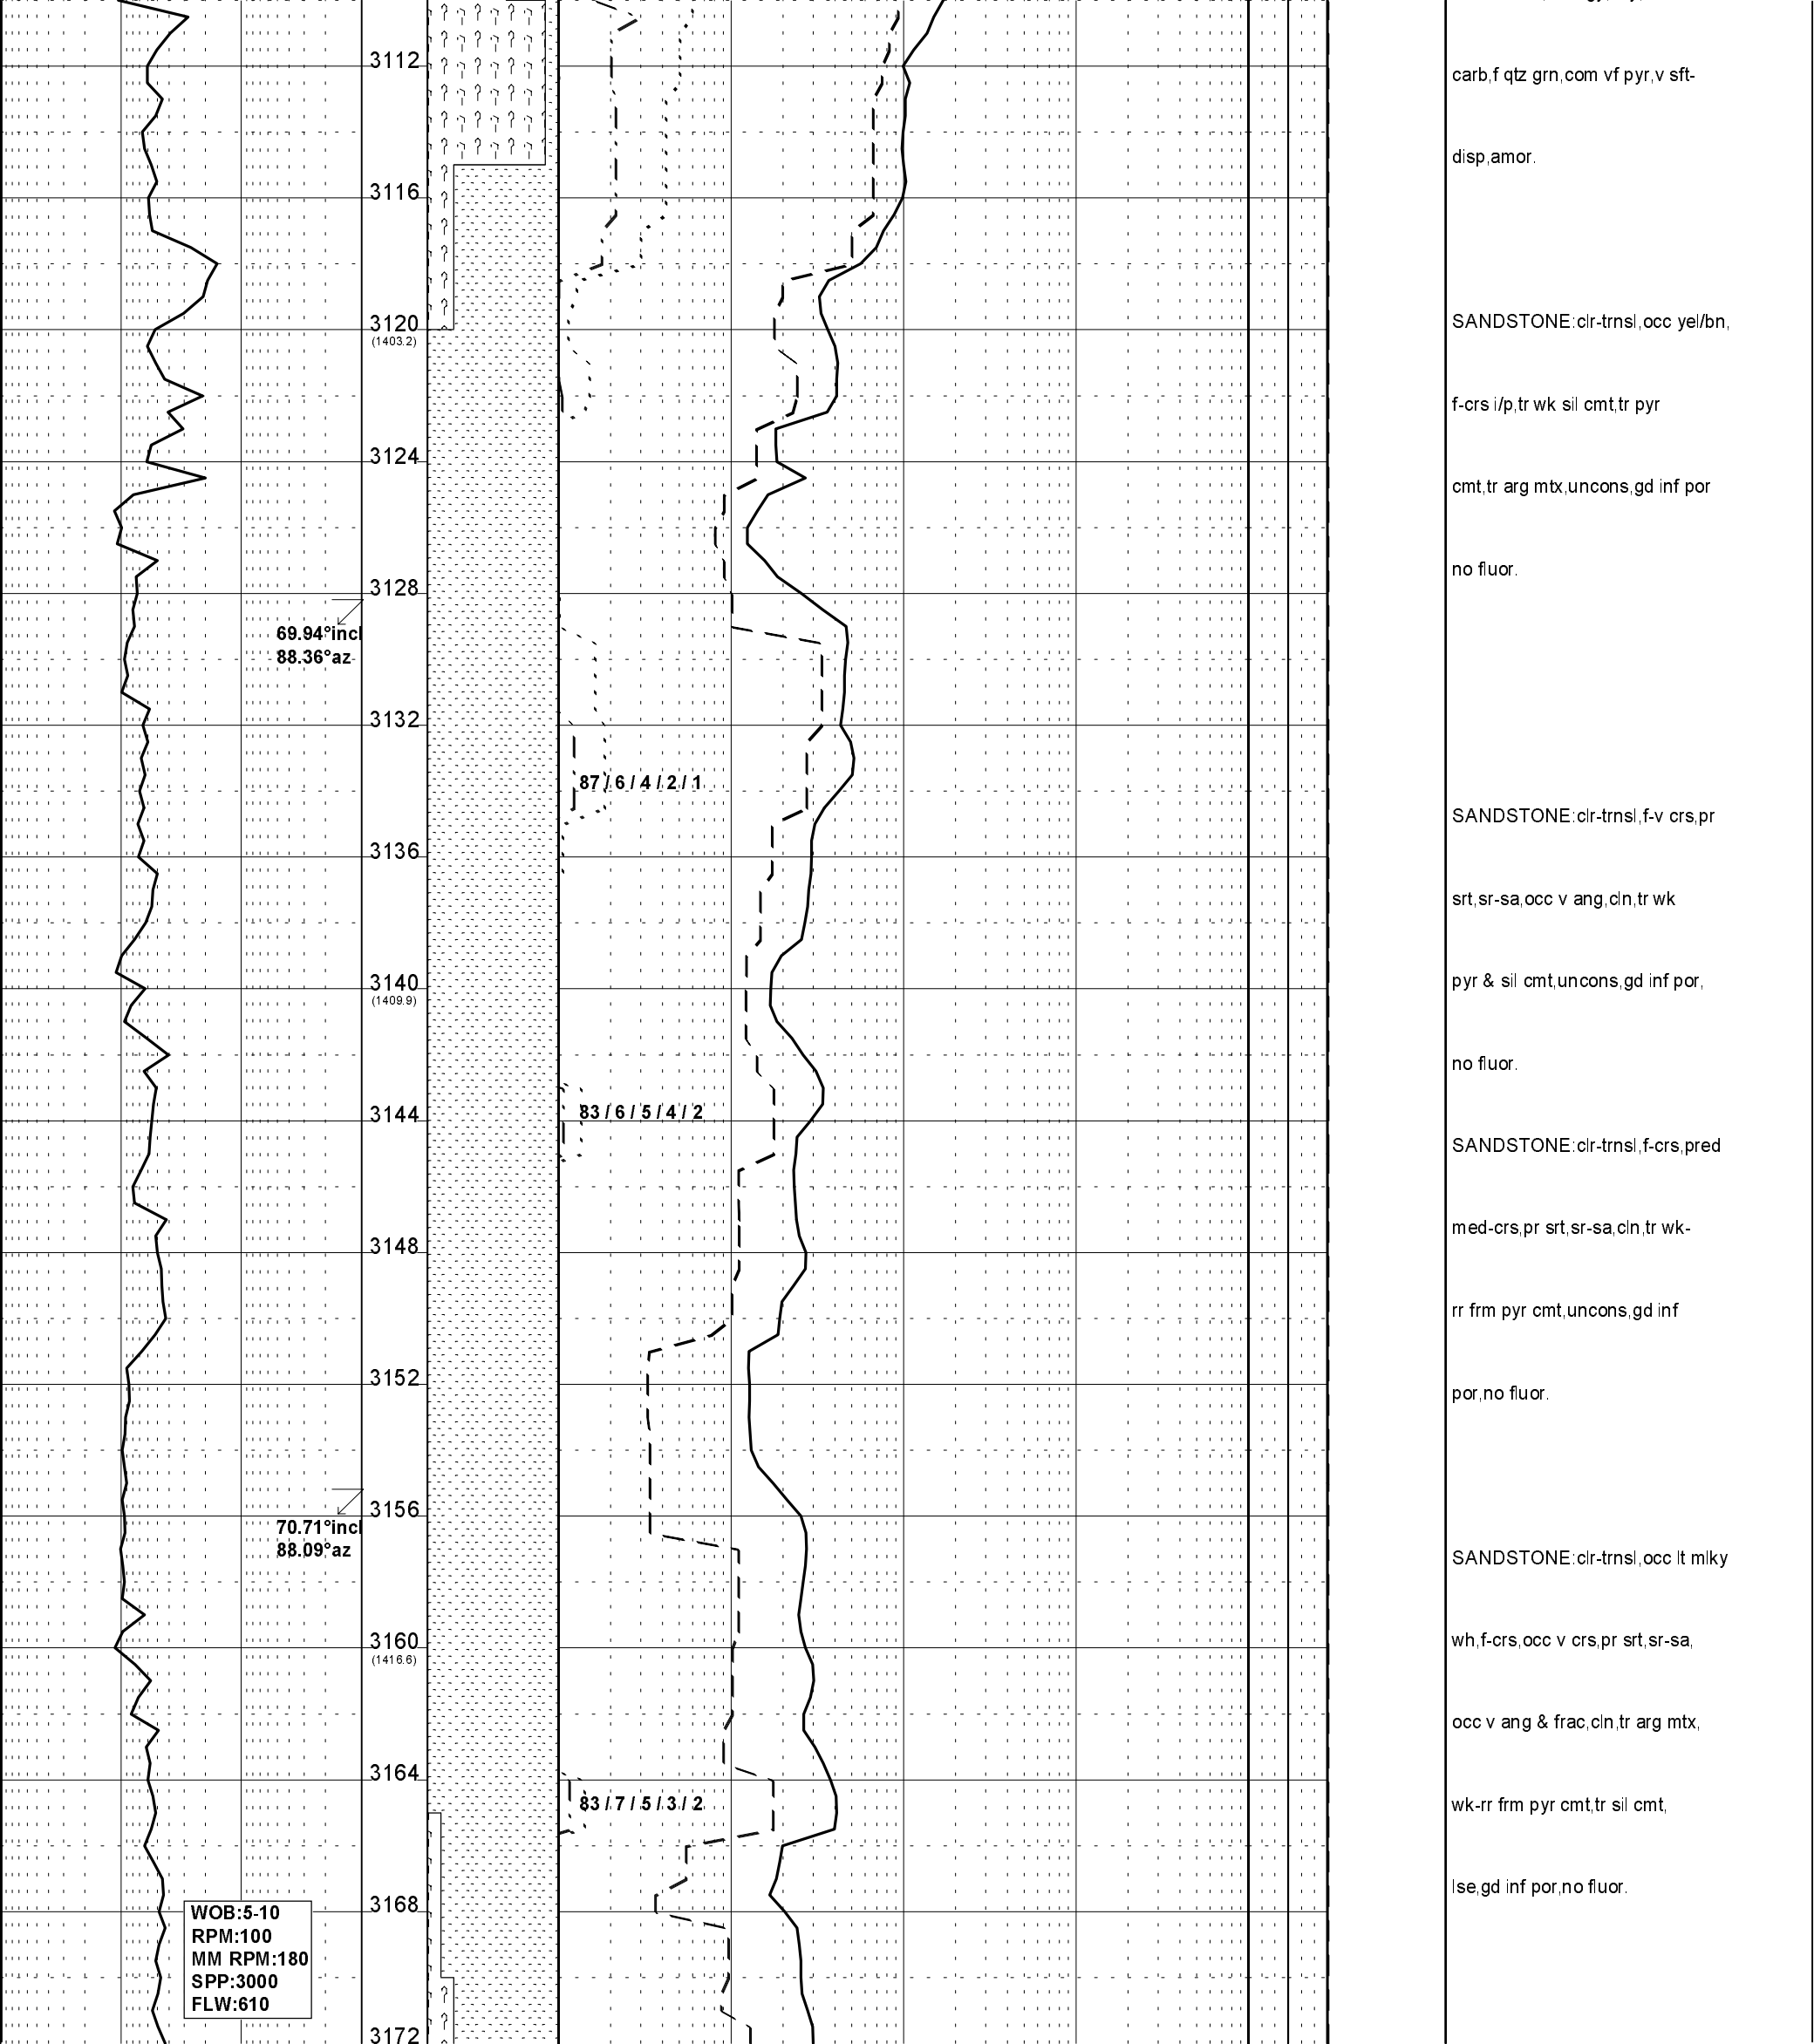 3112
carb,f qtz grn,com vf pyr,v sft-
disp,amor.
3116
3120
(1403.2)
SANDSTONE:clr-trnsl,occ yel/bn,
f-crs i/p,tr wk sil cmt,tr pyr
3124
cmt,tr arg mtx,uncons,gd inf por
no fluor.
3128
69.94°incl
88.36°az
3132
87 / 6 / 4 / 2 / 1
SANDSTONE:clr-trnsl,f-v crs,pr
3136
srt,sr-sa,occ v ang,cln,tr wk
3140
(1409.9)
pyr & sil cmt,uncons,gd inf por,
no fluor.
3144
83 / 6 / 5 / 4 / 2
SANDSTONE:clr-trnsl,f-crs,pred
med-crs,pr srt,sr-sa,cln,tr wk-
3148
rr frm pyr cmt,uncons,gd inf
3152
por,no fluor.
3156
70.71°incl
88.09°az
SANDSTONE:clr-trnsl,occ lt mlky
3160
(1416.6)
wh,f-crs,occ v crs,pr srt,sr-sa,
occ v ang & frac,cln,tr arg mtx,
3164
83 / 7 / 5 / 3 / 2
wk-rr frm pyr cmt,tr sil cmt,
lse,gd inf por,no fluor.
3168
WOB:5-10
RPM:100
MM RPM:180
SPP:3000
FLW:610
3172